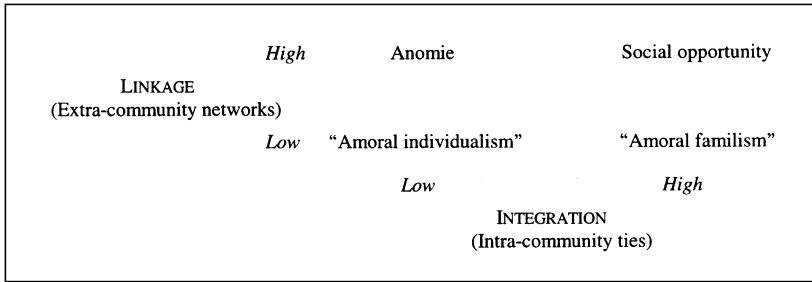 High Anomie Social opportunity
LINKAGE
(Extra-community networks)
Low “Amoral individualism” “Amoral familism”
Low High
INTEGRATION
(Intra-community ties)